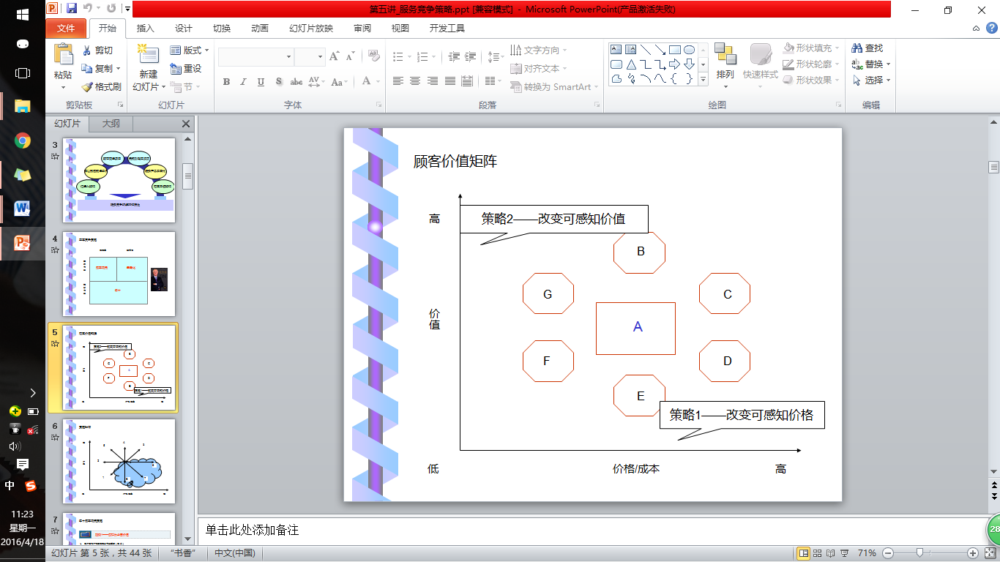 第五讲_服务竞争策略.ppt [兼容模式] - Microsoft PowerPoint(产品激活失败)
文件 开始 插入 设计 切换 动画 幻灯片放映 审阅 视图 开发工具
粘贴 剪切 复制 格式刷 剪贴板
新建 幻灯片 版式 重设 节 幻灯片
B I U S abc AV Aa A 字体
文字方向 对齐文本 转换为 SmartArt 段落
排列 快速样式 形状填充 形状轮廓 形状效果 绘图
查找 替换 选择 编辑
幻灯片 大纲
3
4
5
6
7
顾客价值矩阵
高
策略2——改变可感知价值
B
G
C
价
值
A
F
D
E
策略1——改变可感知价格
低 价格/成本 高
单击此处添加备注
幻灯片 第 5 张，共 44 张 “书香” 中文(中国) 71%
28
中
11:23
星期一
2016/4/18